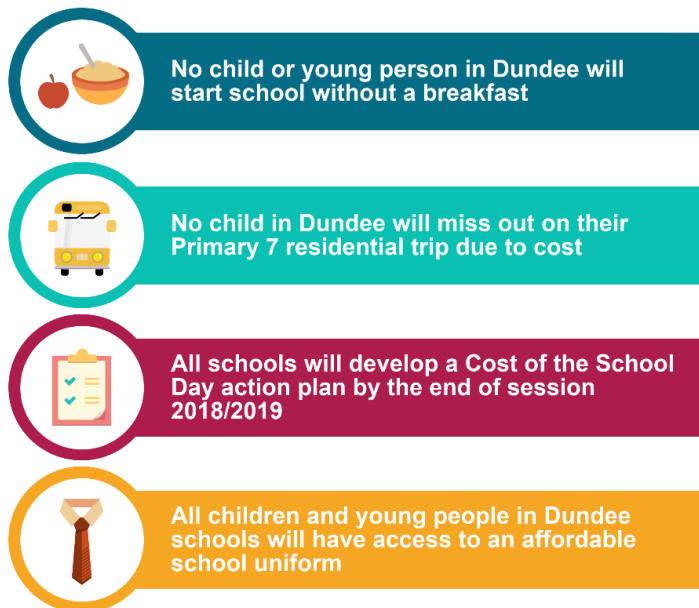 No child or young person in Dundee will
start school without a breakfast
No child in Dundee will miss out on their
Primary 7 residential trip due to cost
All schools will develop a Cost of the School
Day action plan by the end of session
2018/2019
All children and young people in Dundee
schools will have access to an affordable
school uniform